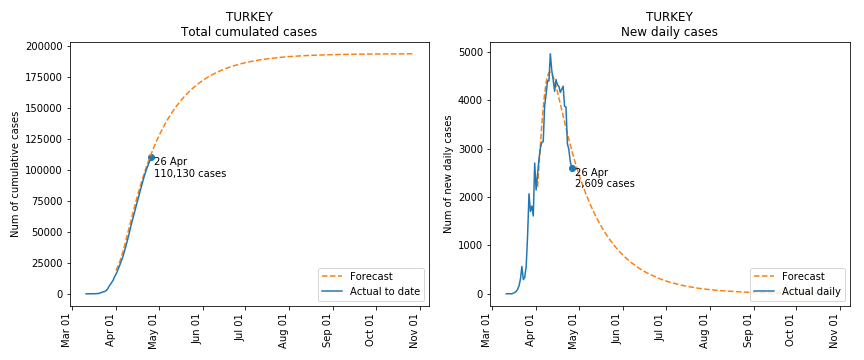 TURKEY
Total cumulated cases
Num of cumulative cases
200000
175000
150000
125000
100000
75000
50000
25000
0
26 Apr
110,130 cases
Forecast
Actual to date
Mar 01
Apr 01
May 01
Jun 01
Jul 01
Aug 01
Sep 01
Oct 01
Nov 01
TURKEY
New daily cases
Num of new daily cases
5000
4000
3000
2000
1000
0
26 Apr
2,609 cases
Forecast
Actual daily
Mar 01
Apr 01
May 01
Jun 01
Jul 01
Aug 01
Sep 01
Oct 01
Nov 01